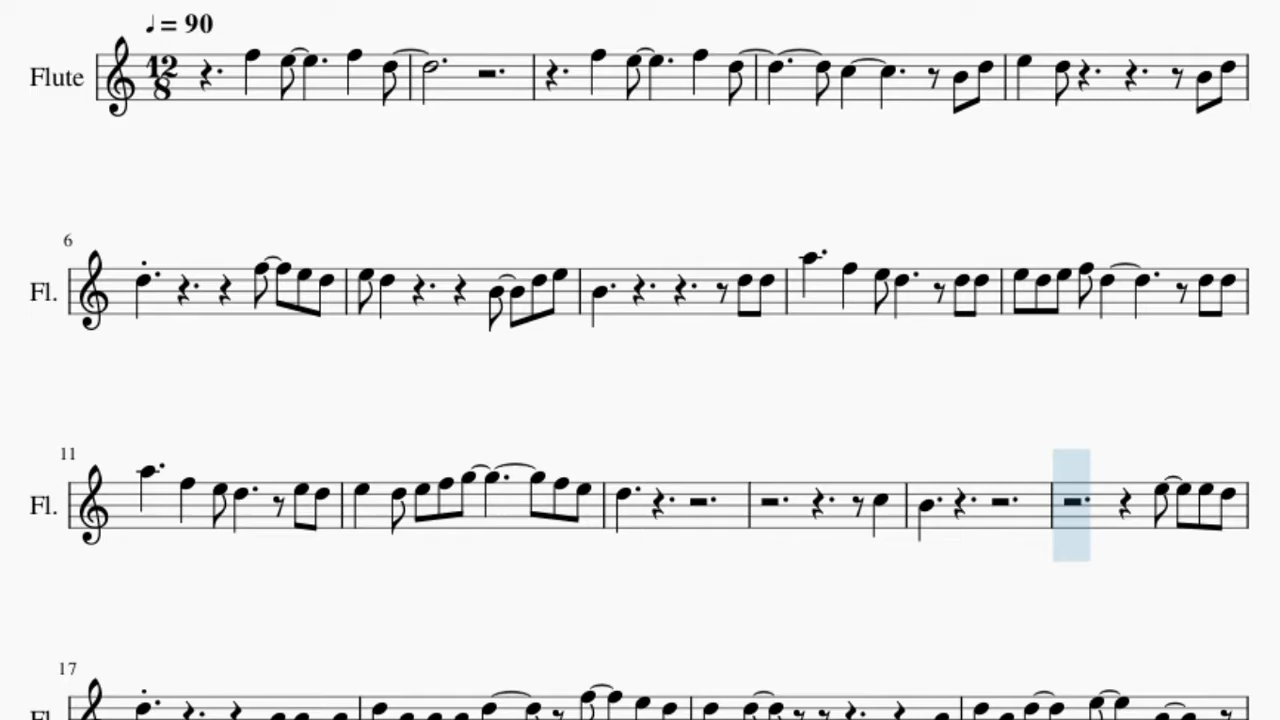 ♩ = 90
Flute 12 8
6
Fl.
11
Fl.
17
Fl.